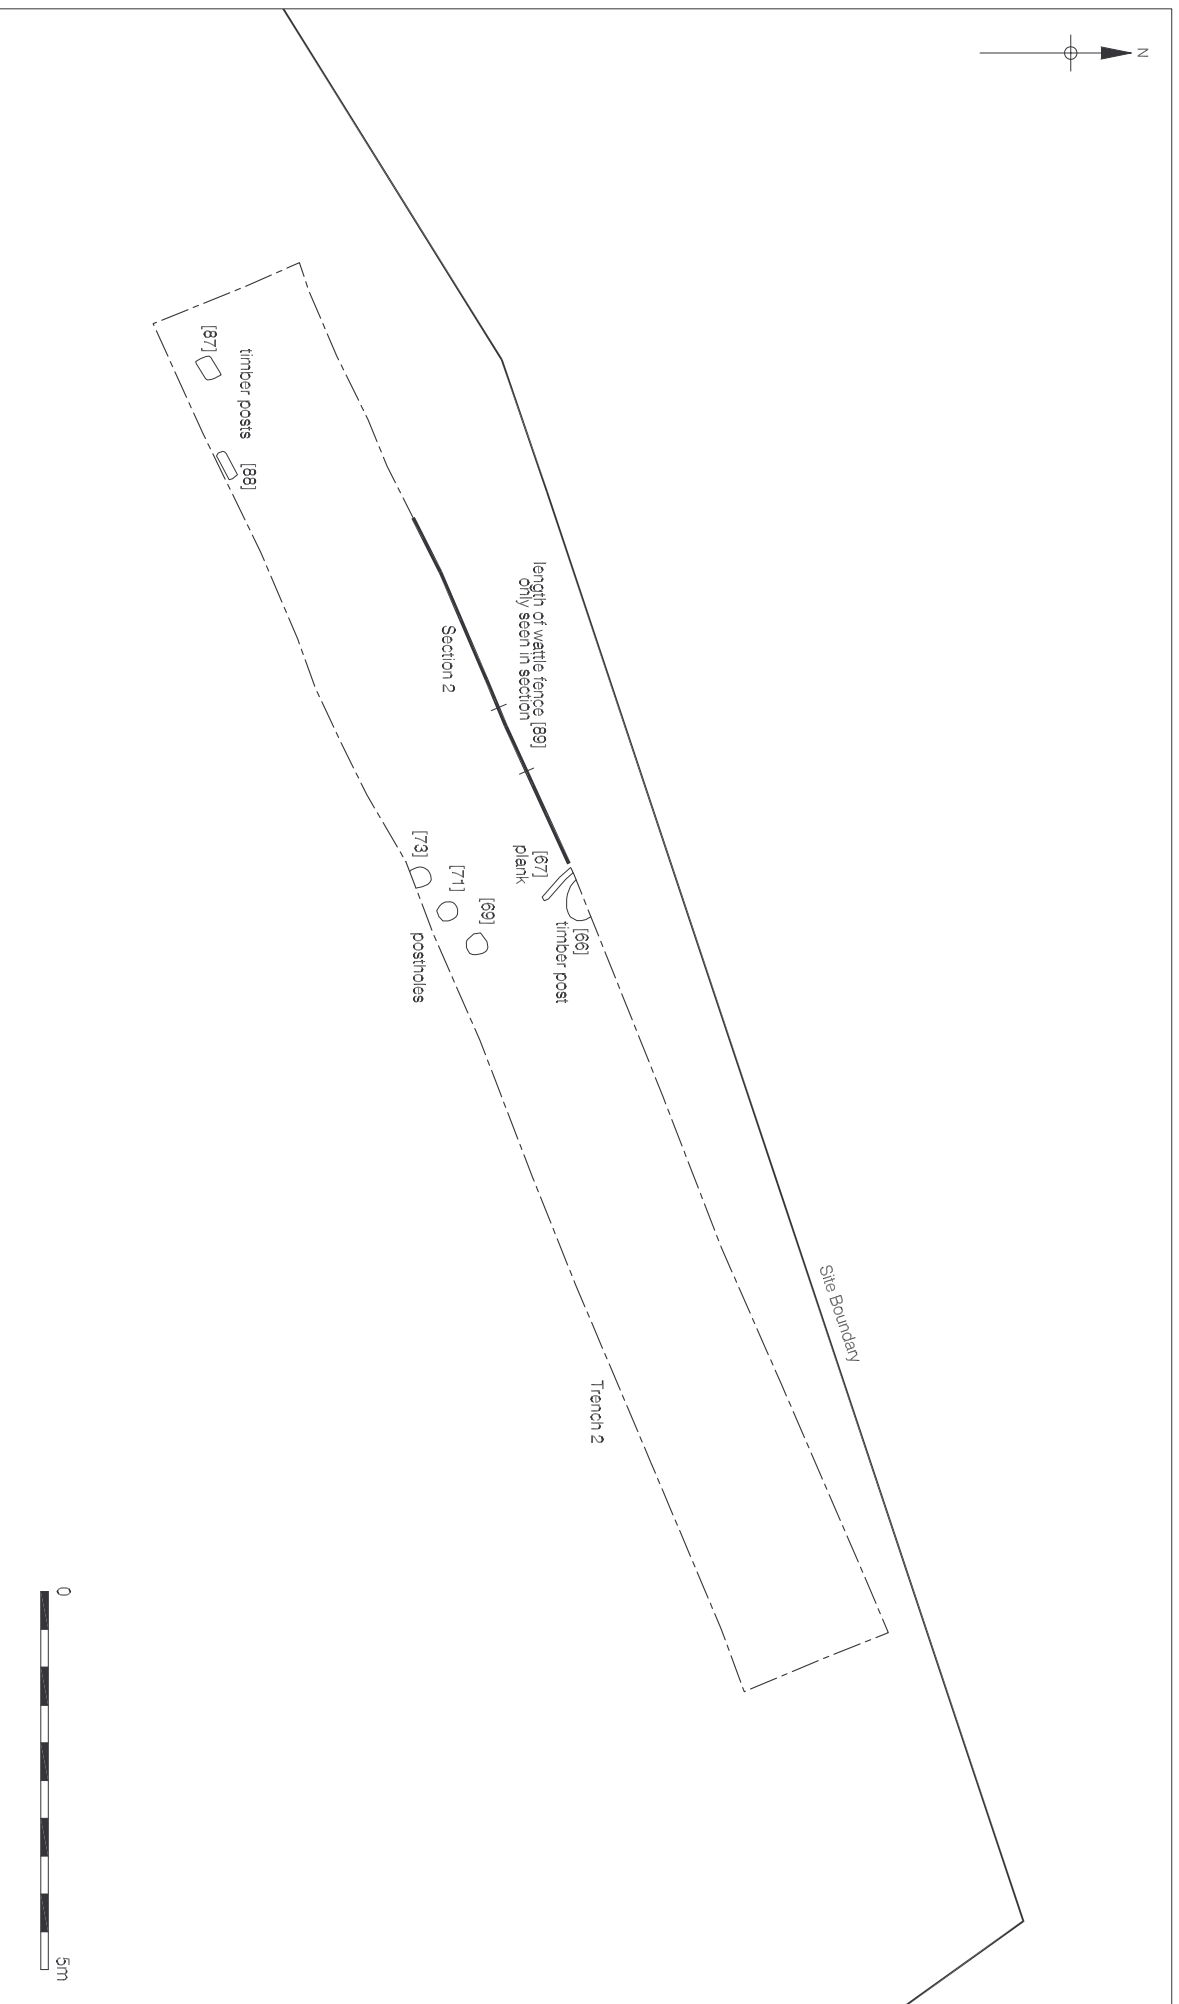 N
[87]
timber posts
[88]
length of wattle fence [89]
only seen in section
Section 2
[67]
plank
[66]
timber post
[73]
[71]
[69]
postholes
Site Boundary
Trench 2
0
5m